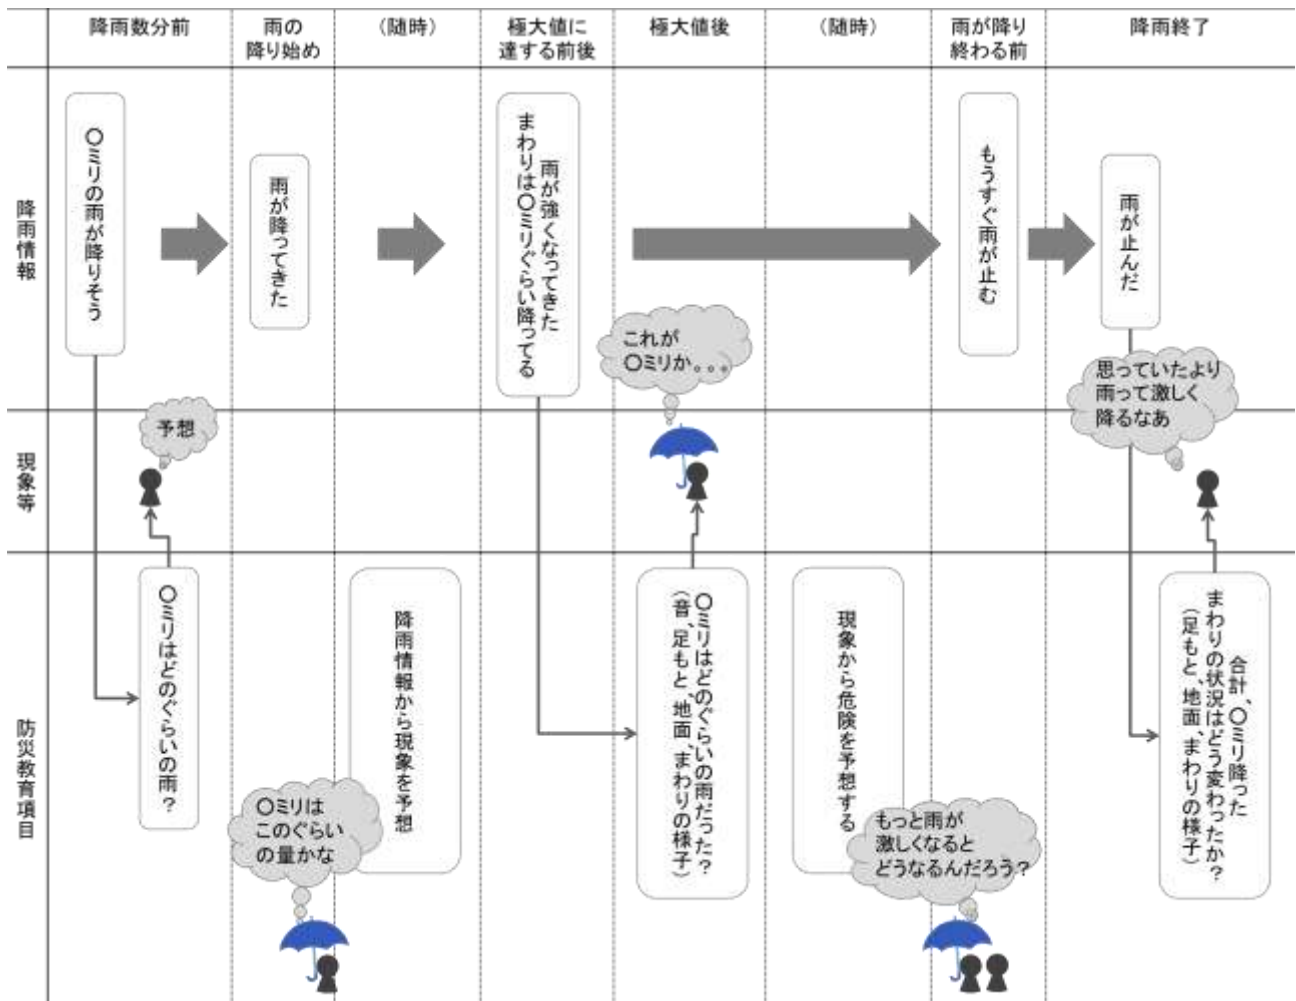 降雨数分前
雨の
降り始め
(随時)
極大値に
達する前後
極大値後
(随時)
雨が降り
終わる前
降雨終了
降雨情報
〇ミリの雨が降りそう
雨が降ってきた
雨が強くなってきた
まわりは〇ミリぐらい降ってる
これが
〇ミリか。。。
もうすぐ雨が止む
雨が止んだ
思っていたより
雨って激しく
降るなあ
現象等
予想
防災教育項目
〇ミリはどのぐらいの雨？
〇ミリは
このぐらい
の量かな
降雨情報から現象を予想
〇ミリはどのぐらいの雨だった？
(音、足もと、地面、まわりの様子)
現象から危険を予想する
もっと雨が
激しくなると
どうなるんだろう？
合計、〇ミリ降った
まわりの状況はどう変わったか？
(足もと、地面、まわりの様子)